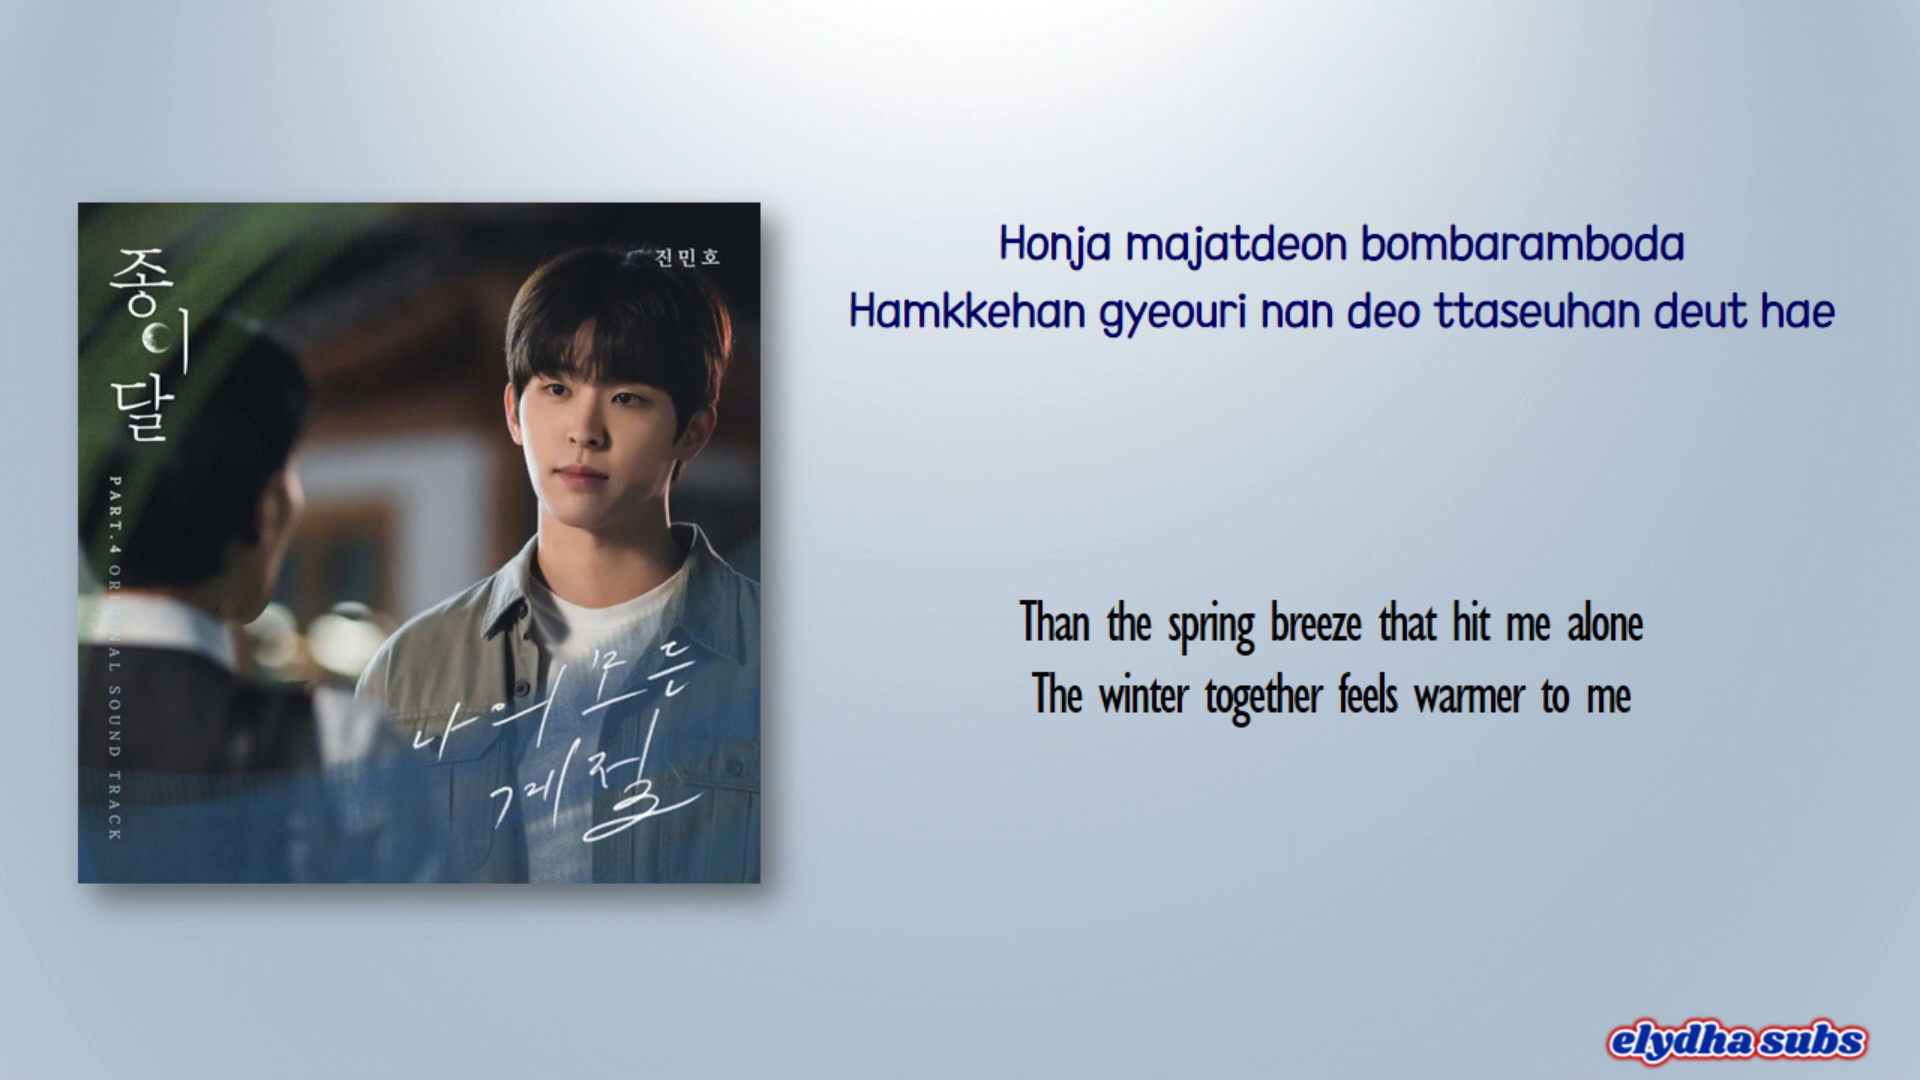 종이달
진민호
PART.4 ORIGINAL SOUND TRACK
나의 모든
계절
Honja majatdeon bombaramboda
Hamkkehan gyeouri nan deo ttaseuhan deut hae
Than the spring breeze that hit me alone
The winter together feels warmer to me
elydha subs